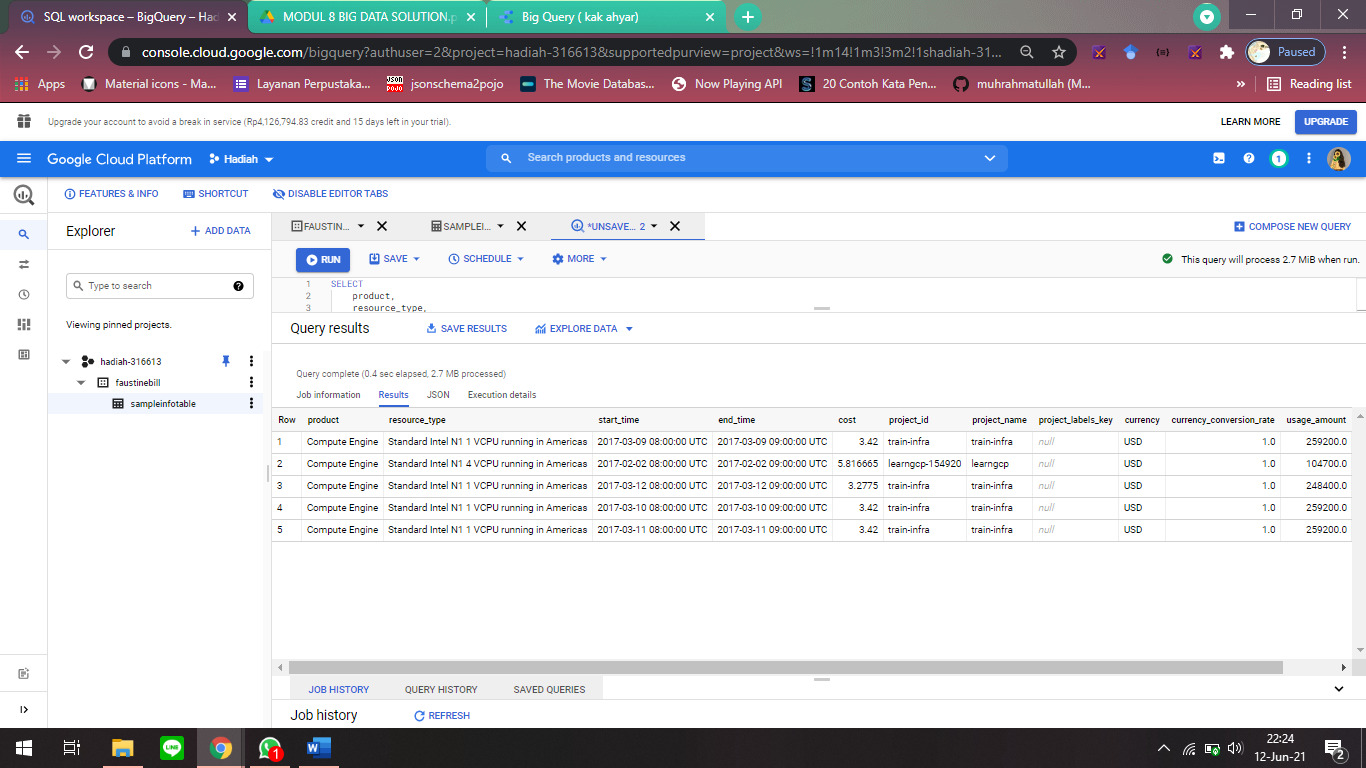 SQL workspace – BigQuery – Had
MODUL 8 BIG DATA SOLUTION.p
Big Query ( kak ahyar)
console.cloud.google.com/bigquery?authuser=2&project=hadiah-316613&supportedpurview=project&ws=!1m14!1m3!3m2!1shadiah-31...
Paused
Apps
Material icons - Ma...
Layanan Perpustaka...
JSON POJO
jsonschema2pojo
The Movie Databas...
Now Playing API
20 Contoh Kata Pen...
muhrahmatullah (M...
»
Reading list
Upgrade your account to avoid a break in service (Rp4,126,794.83 credit and 15 days left in your trial).
LEARN MORE
UPGRADE
Google Cloud Platform
Hadiah
Search products and resources
1
FEATURES & INFO
SHORTCUT
DISABLE EDITOR TABS
Explorer
+ ADD DATA
FAUSTIN...
SAMPLEI...
*UNSAVE... 2
COMPOSE NEW QUERY
RUN
SAVE
SCHEDULE
MORE
This query will process 2.7 MiB when run.
Type to search
1 SELECT
2 product,
3 resource_type,
Viewing pinned projects.
Query results
SAVE RESULTS
EXPLORE DATA
hadiah-316613
faustinebill
sampleinfotable
Query complete (0.4 sec elapsed, 2.7 MB processed)
Job information
Results
JSON
Execution details
Row product resource_type start_time end_time cost project_id project_name project_labels_key currency currency_conversion_rate usage_amount
1 Compute Engine Standard Intel N1 1 VCPU running in Americas 2017-03-09 08:00:00 UTC 2017-03-09 09:00:00 UTC 3.42 train-infra train-infra null USD 1.0 259200.0
2 Compute Engine Standard Intel N1 4 VCPU running in Americas 2017-02-02 08:00:00 UTC 2017-02-02 09:00:00 UTC 5.816665 learngcp-154920 learngcp null USD 1.0 104700.0
3 Compute Engine Standard Intel N1 1 VCPU running in Americas 2017-03-12 08:00:00 UTC 2017-03-12 09:00:00 UTC 3.2775 train-infra train-infra null USD 1.0 248400.0
4 Compute Engine Standard Intel N1 1 VCPU running in Americas 2017-03-10 08:00:00 UTC 2017-03-10 09:00:00 UTC 3.42 train-infra train-infra null USD 1.0 259200.0
5 Compute Engine Standard Intel N1 1 VCPU running in Americas 2017-03-11 08:00:00 UTC 2017-03-11 09:00:00 UTC 3.42 train-infra train-infra null USD 1.0 259200.0
JOB HISTORY
QUERY HISTORY
SAVED QUERIES
Job history
REFRESH
LINE
1
W
22:24
12-Jun-21
2